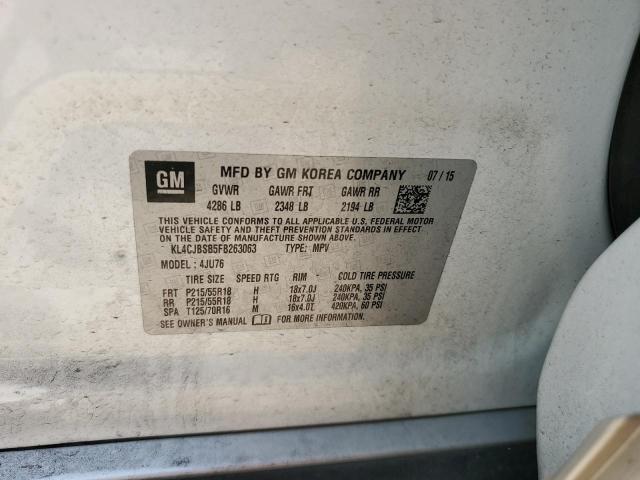 GM
MFD BY GM KOREA COMPANY 07/15
GVWR GAWR FRT GAWR RR
4286 LB 2348 LB 2194 LB
THIS VEHICLE CONFORMS TO ALL APPLICABLE U.S. FEDERAL MOTOR
VEHICLE SAFETY AND THEFT PREVENTION STANDARDS IN EFFECT ON
THE DATE OF MANUFACTURE SHOWN ABOVE.
KL4CJBSB5FB263063 TYPE: MPV
MODEL: 4JU76
TIRE SIZE SPEED RTG RIM COLD TIRE PRESSURE
FRT P215/55R18 H 18x7.0J 240KPA, 35 PSI
RR P215/55R18 H 18x7.0J 240KPA, 35 PSI
SPA T125/70R16 M 16x4.0T 420KPA, 60 PSI
SEE OWNER'S MANUAL FOR MORE INFORMATION